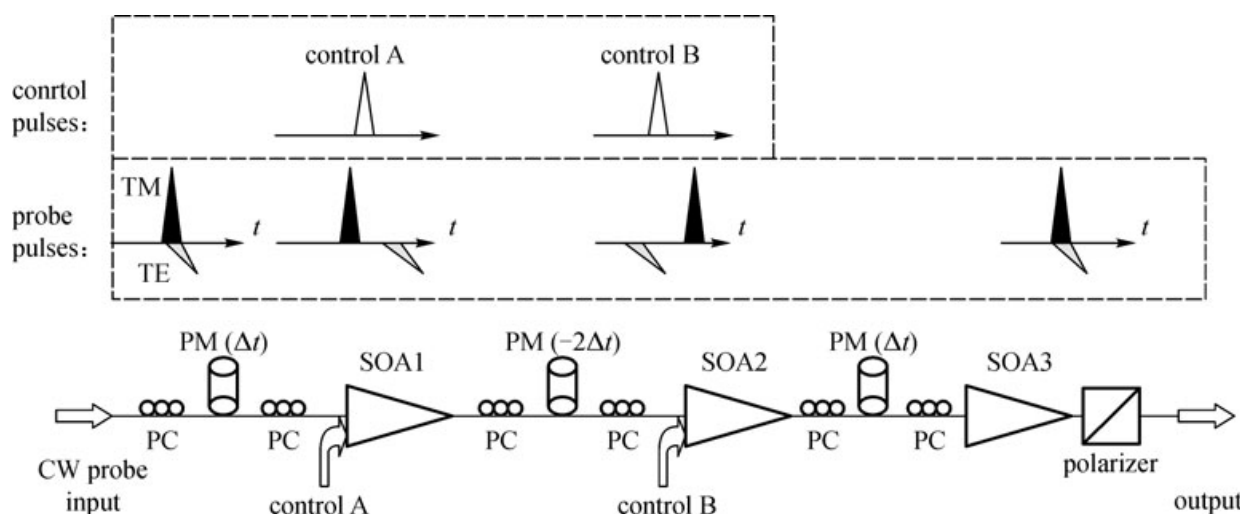 control A
control B
conrtol
pulses:
TM
t
t
t
t
probe
pulses:
TE
PM (Δt)
SOA1
PM (−2Δt)
SOA2
PM (Δt)
SOA3
PC
PC
PC
PC
PC
PC
polarizer
CW probe
input
control A
control B
output